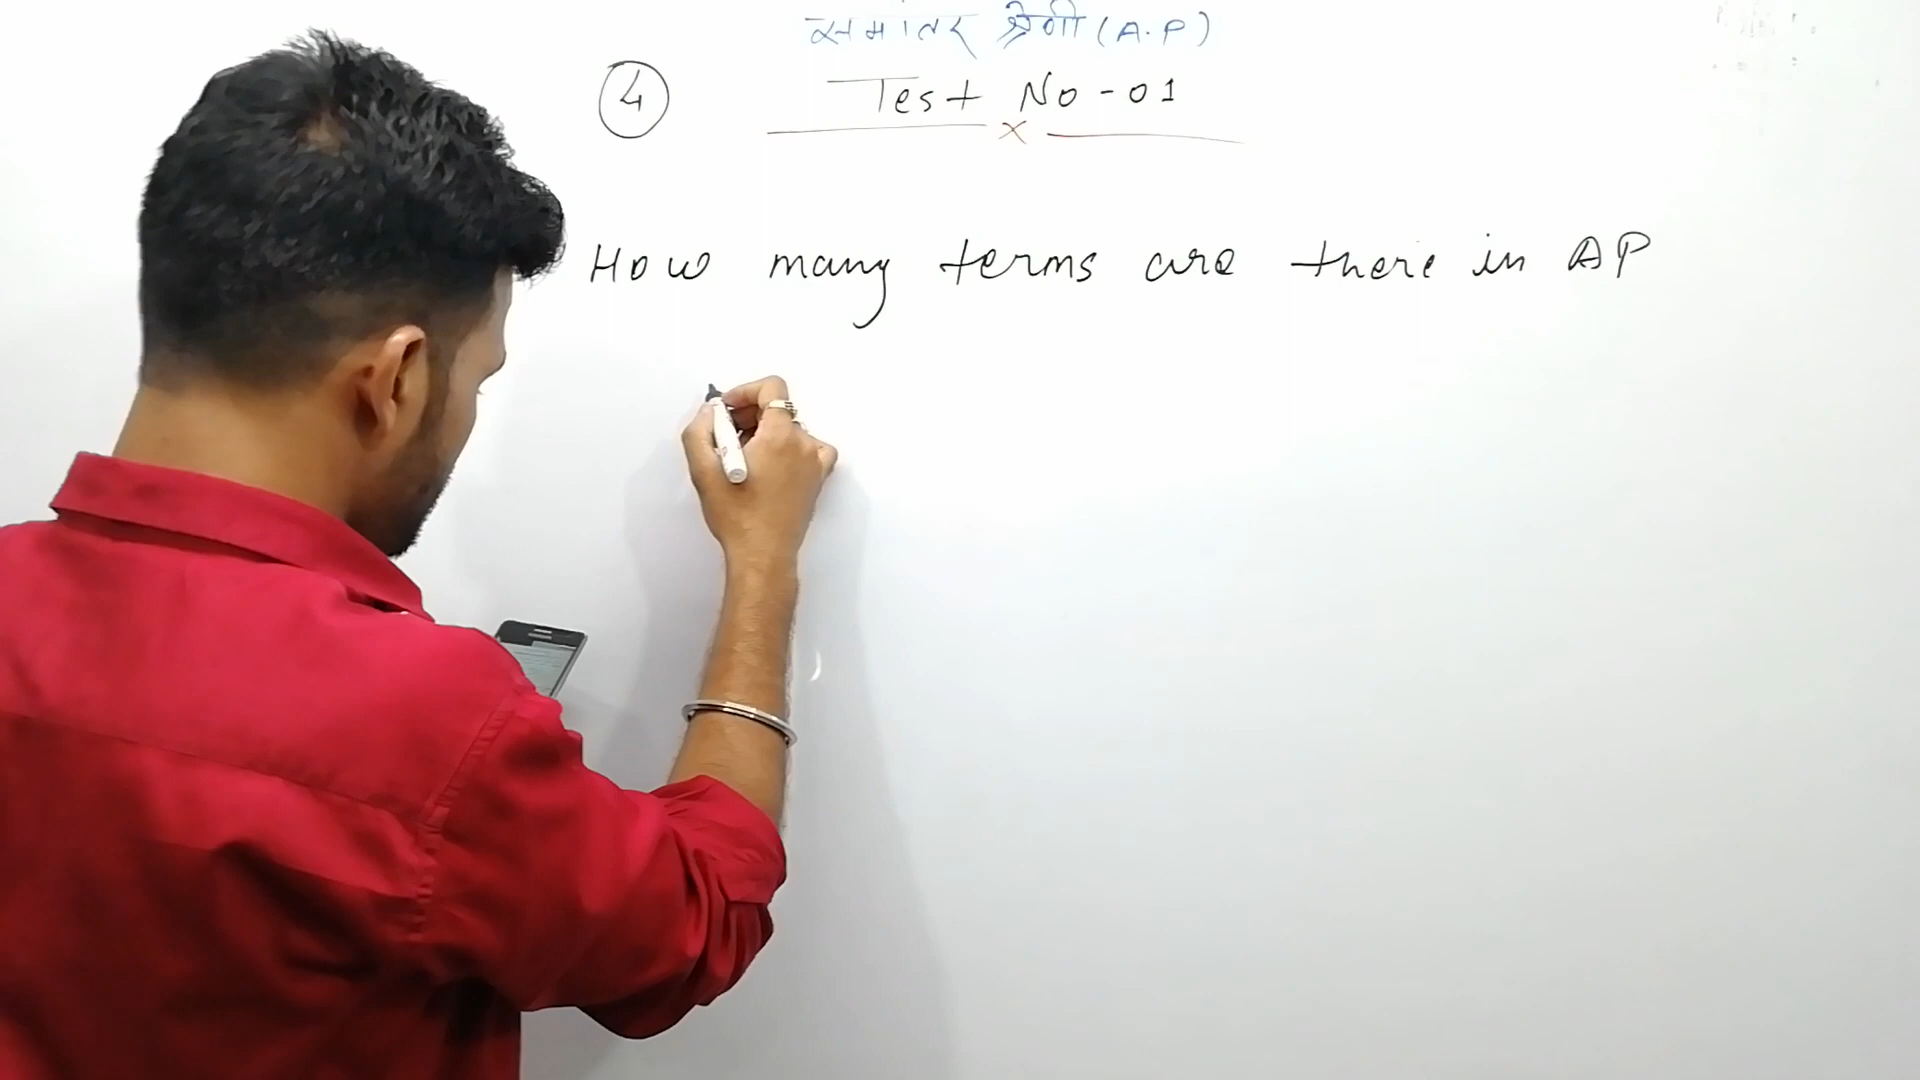 समांतर श्रेणी (A.P)
4 Test No-01
x
How many terms are there in AP